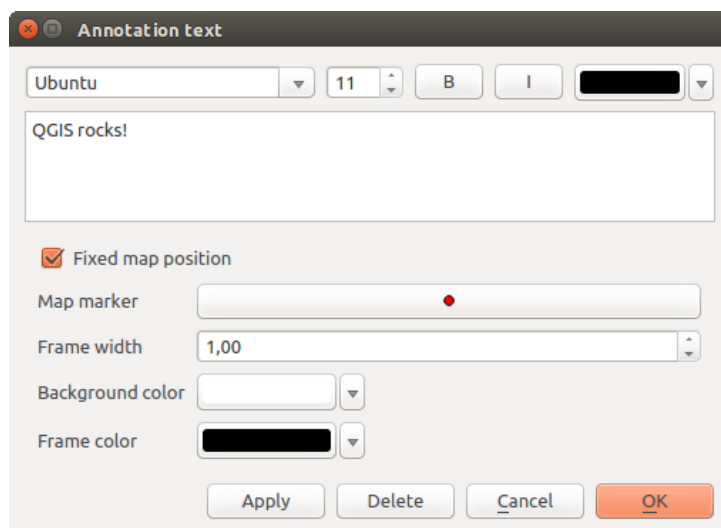 Annotation text
Ubuntu 11 B I
QGIS rocks!
Fixed map position
Map marker
Frame width 1,00
Background color
Frame color
Apply Delete Cancel OK